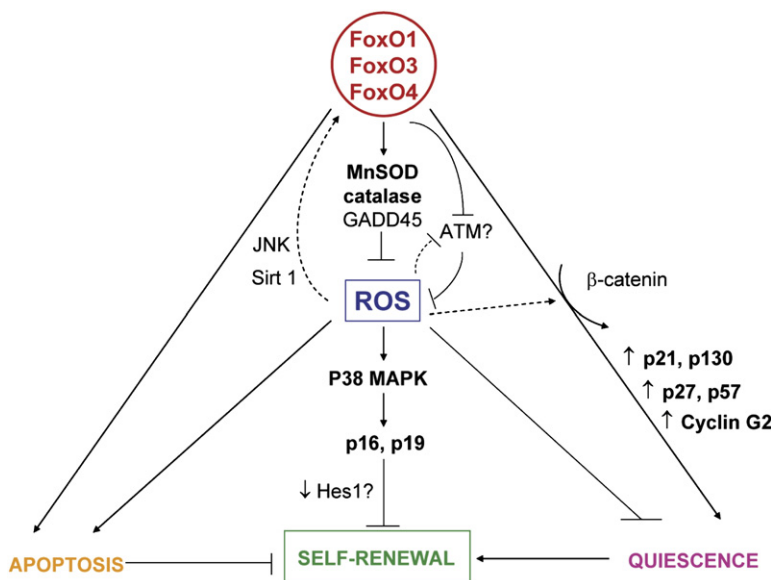 FoxO1
FoxO3
FoxO4
MnSOD
catalase
GADD45
ATM?
JNK
Sirt 1
ROS
β-catenin
↑ p21, p130
↑ p27, p57
↑ Cyclin G2
P38 MAPK
p16, p19
↓ Hes1?
APOPTOSIS
SELF-RENEWAL
QUIESCENCE